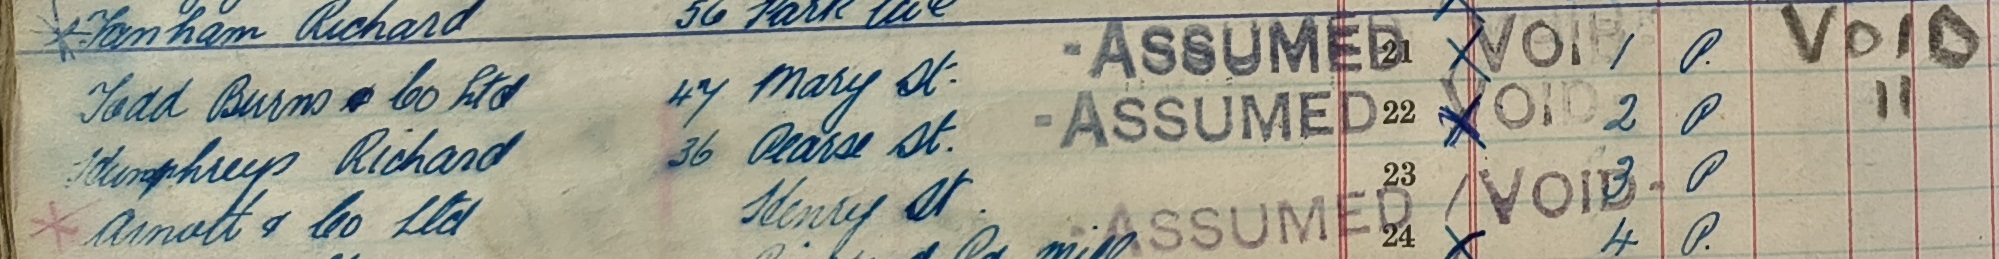 Fanham Richard 56 Park Ave
Todd Burns & Co Ltd 47 Mary St. - ASSUMED 21 X VOID 1 P. VOID
Humphreys Richard 36 Pearse St. - ASSUMED 22 X VOID 2 P "
Arnott & Co Ltd Henry St. - ASSUMED 23 / VOID - 3 P
24 X 4 P.